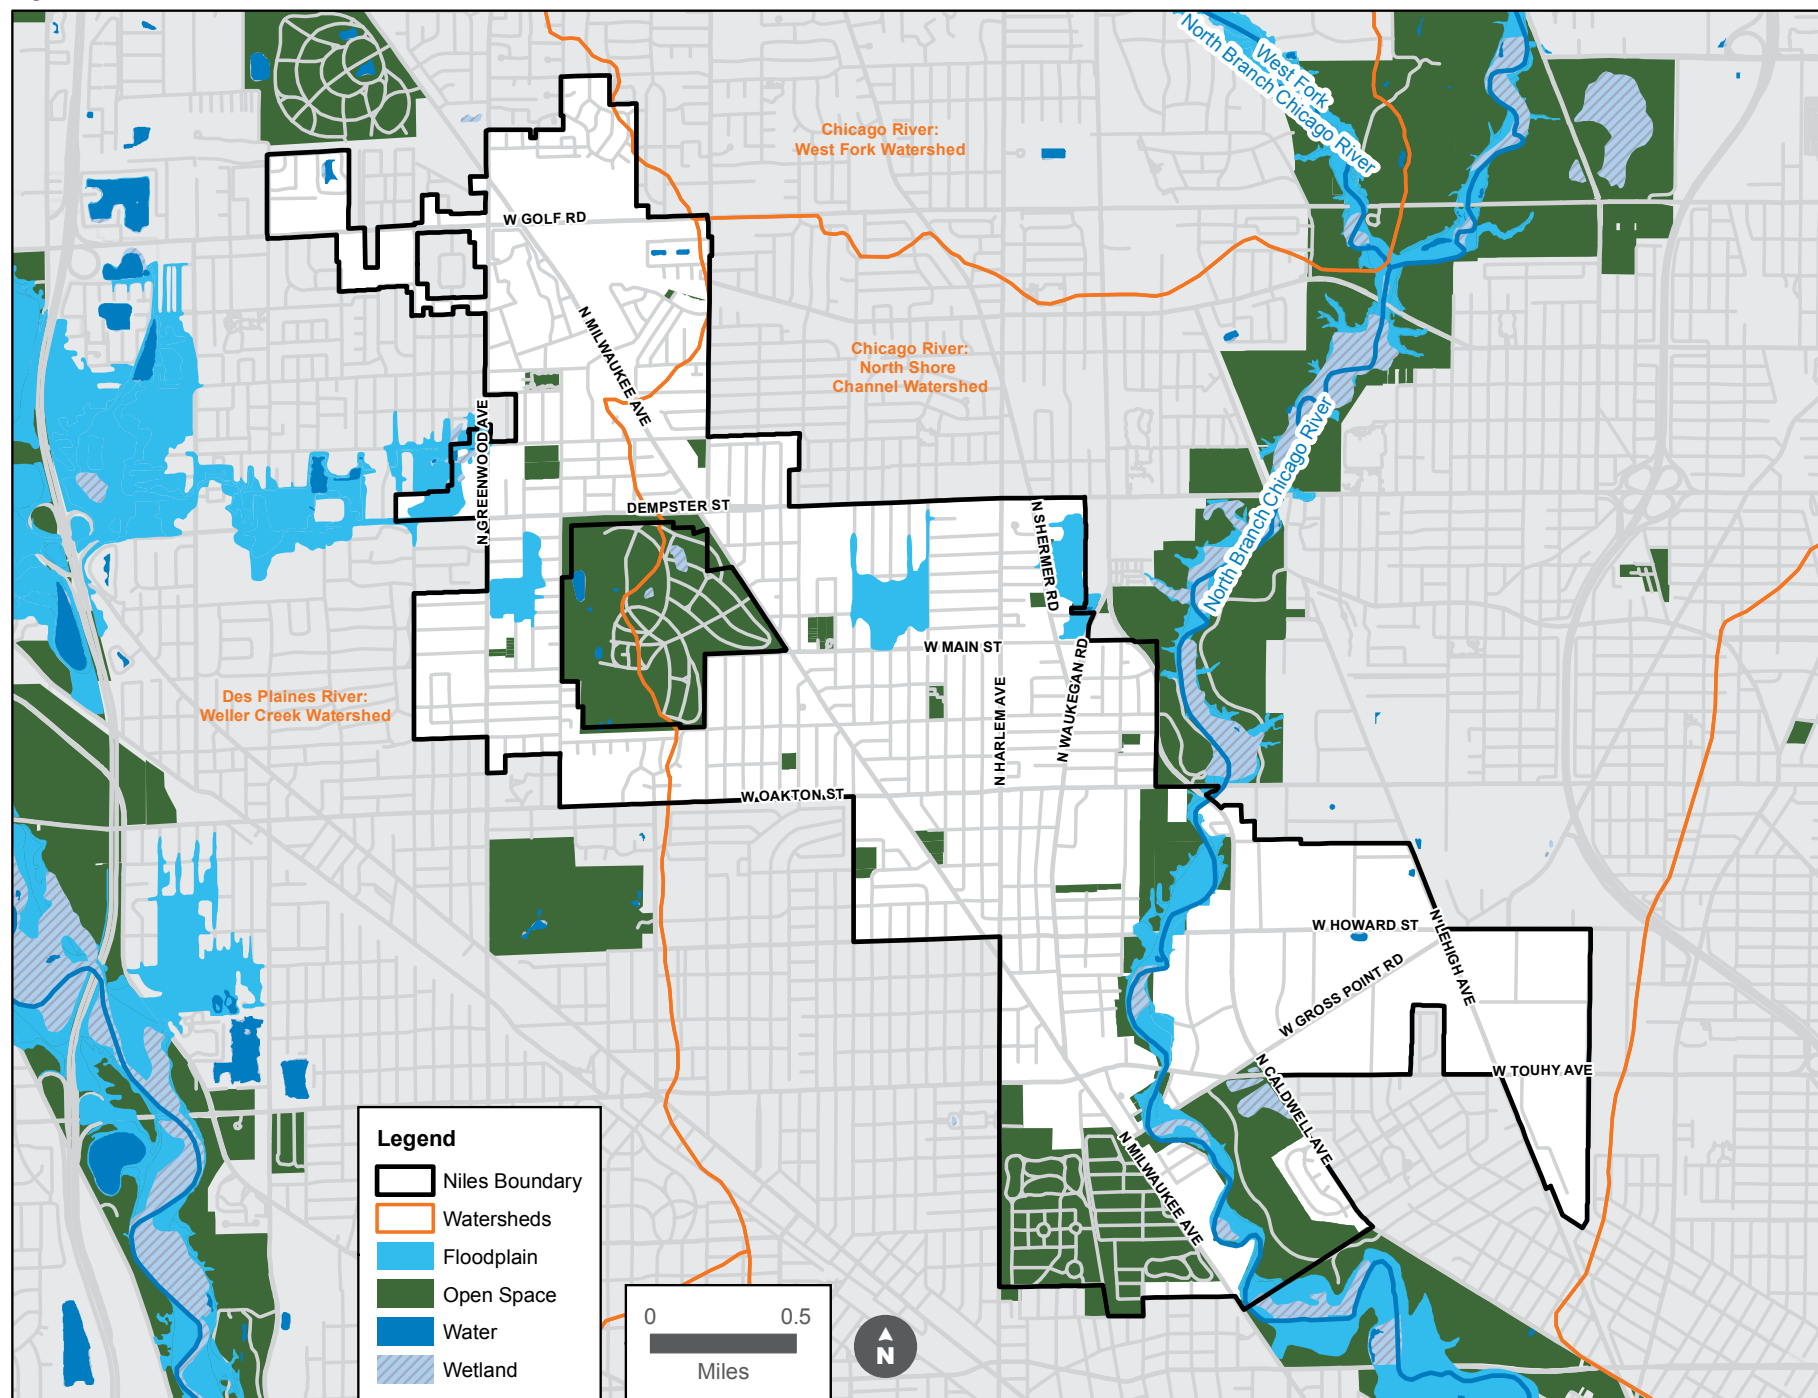 West Fork
North Branch Chicago River
Chicago River:
West Fork Watershed
W GOLF RD
N MILWAUKEE AVE
Chicago River:
North Shore
Channel Watershed
N GREENWOOD AVE
North Branch Chicago River
DEMPSTER ST
N SHERMER RD
W MAIN ST
N WAUKEGAN RD
N HARLEM AVE
Des Plaines River:
Weller Creek Watershed
W OAKTON ST
W HOWARD ST
N LEHIGH AVE
W GROSS POINT RD
N CALDWELL AVE
W TOUHY AVE
N MILWAUKEE AVE
Legend
Niles Boundary
Watersheds
Floodplain
Open Space
Water
Wetland
0 0.5
Miles
N